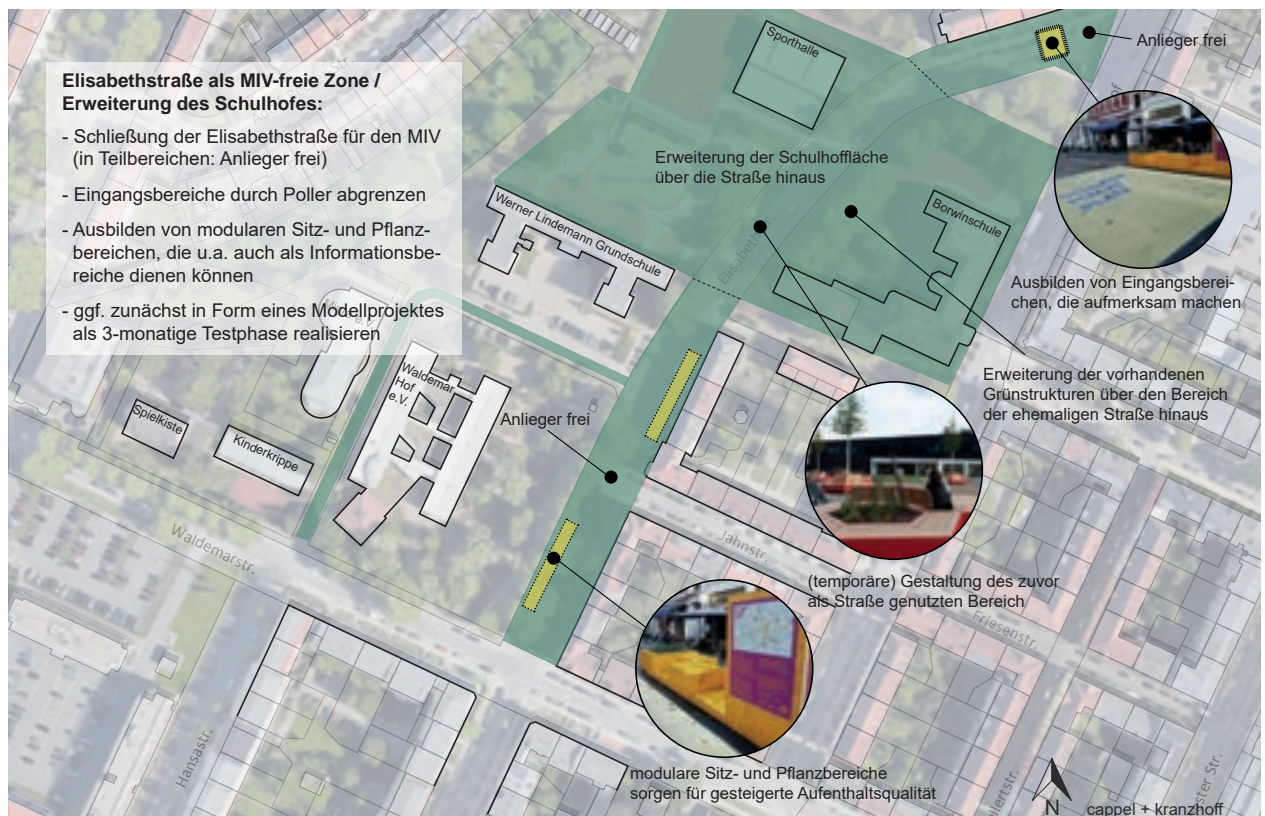 Elisabethstraße als MIV-freie Zone /
Erweiterung des Schulhofes:
- Schließung der Elisabethstraße für den MIV
(in Teilbereichen: Anlieger frei)
- Eingangsbereiche durch Poller abgrenzen
- Ausbilden von modularen Sitz- und Pflanz-
bereichen, die u.a. auch als Informationsbe-
reiche dienen können
- ggf. zunächst in Form eines Modellprojektes
als 3-monatige Testphase realisieren
Sporthalle
Anlieger frei
Erweiterung der Schulhoffläche
über die Straße hinaus
Werner Lindemann Grundschule
Borwinschule
Ausbilden von Eingangsberei-
chen, die aufmerksam machen
Erweiterung der vorhandenen
Grünstrukturen über den Bereich
der ehemaligen Straße hinaus
Waldemar
Hof
e.V.
Spielkiste
Kinderkrippe
Anlieger frei
Waldemarstr.
Jahnstr.
(temporäre) Gestaltung des zuvor
als Straße genutzten Bereich
Friesenstr.
Hansastr.
modulare Sitz- und Pflanzbereiche
sorgen für gesteigerte Aufenthaltsqualität
N
cappel + kranzhoff